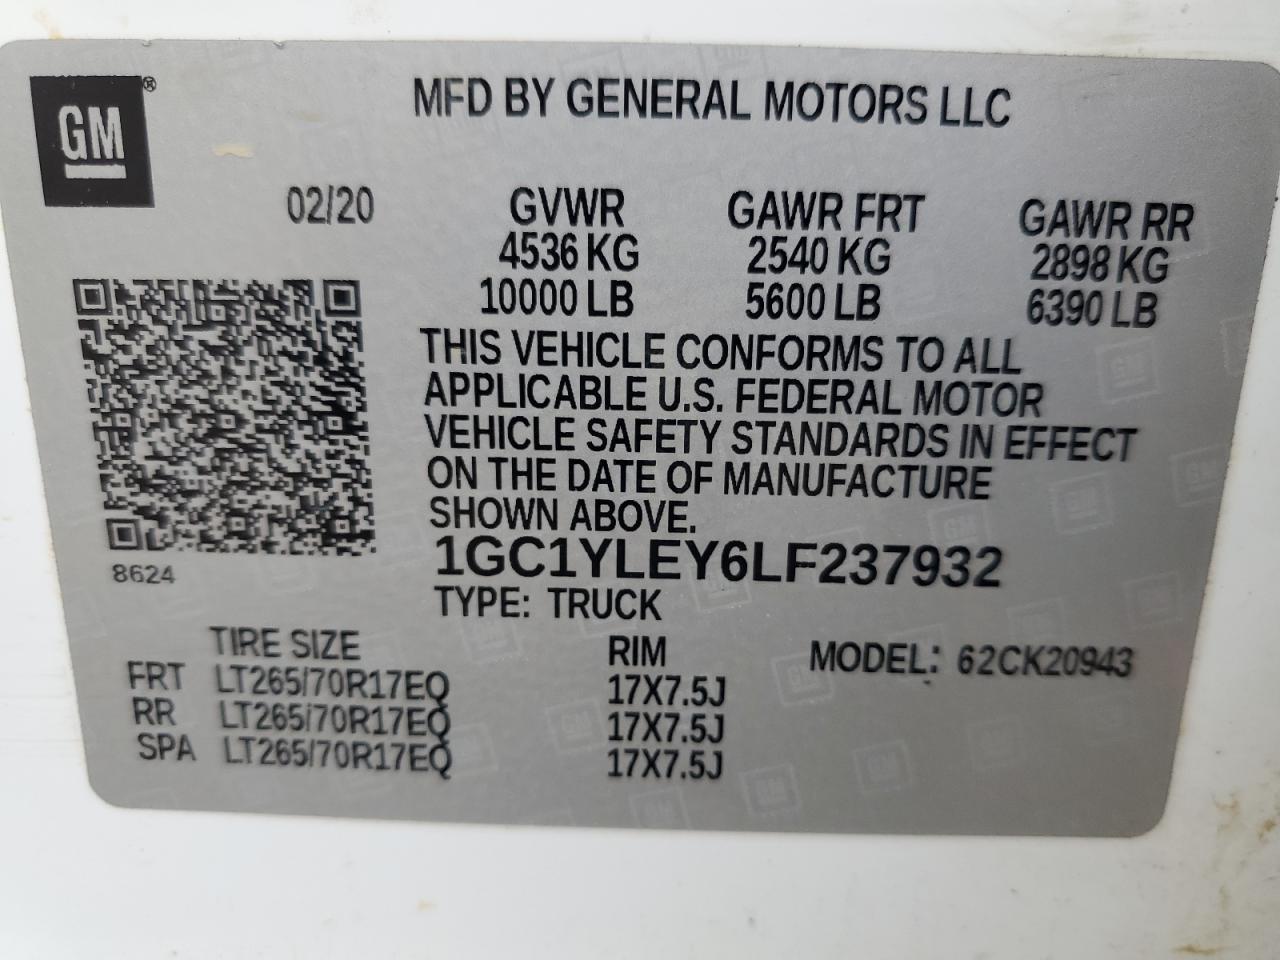 GM®
MFD BY GENERAL MOTORS LLC
02/20 GVWR GAWR FRT GAWR RR
4536 KG 2540 KG 2898 KG
10000 LB 5600 LB 6390 LB
THIS VEHICLE CONFORMS TO ALL
APPLICABLE U.S. FEDERAL MOTOR
VEHICLE SAFETY STANDARDS IN EFFECT
ON THE DATE OF MANUFACTURE
SHOWN ABOVE.
8624
1GC1YLEY6LF237932
TYPE: TRUCK
TIRE SIZE RIM MODEL: 62CK20943
FRT LT265/70R17EQ 17X7.5J
RR LT265/70R17EQ 17X7.5J
SPA LT265/70R17EQ 17X7.5J